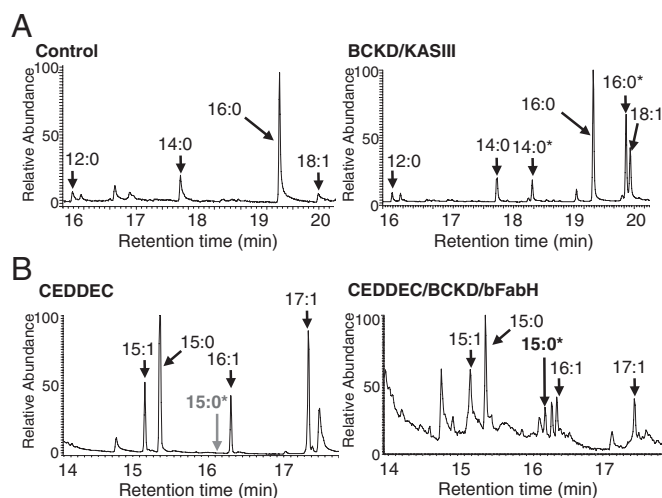 A
Control
BCKD/KASIII
Relative Abundance
100
50
0
12:0
14:0
16:0
18:1
16 17 18 19 20
Retention time (min)
Relative Abundance
100
50
0
12:0
14:0
14:0*
16:0
16:0*
18:1
16 17 18 19 20
Retention time (min)
B
CEDDEC
CEDDEC/BCKD/bFabH
Relative Abundance
100
50
0
15:1
15:0
15:0*
16:1
17:1
14 15 16 17
Retention time (min)
Relative Abundance
100
50
0
15:1
15:0
15:0*
16:1
17:1
14 15 16 17
Retention time (min)